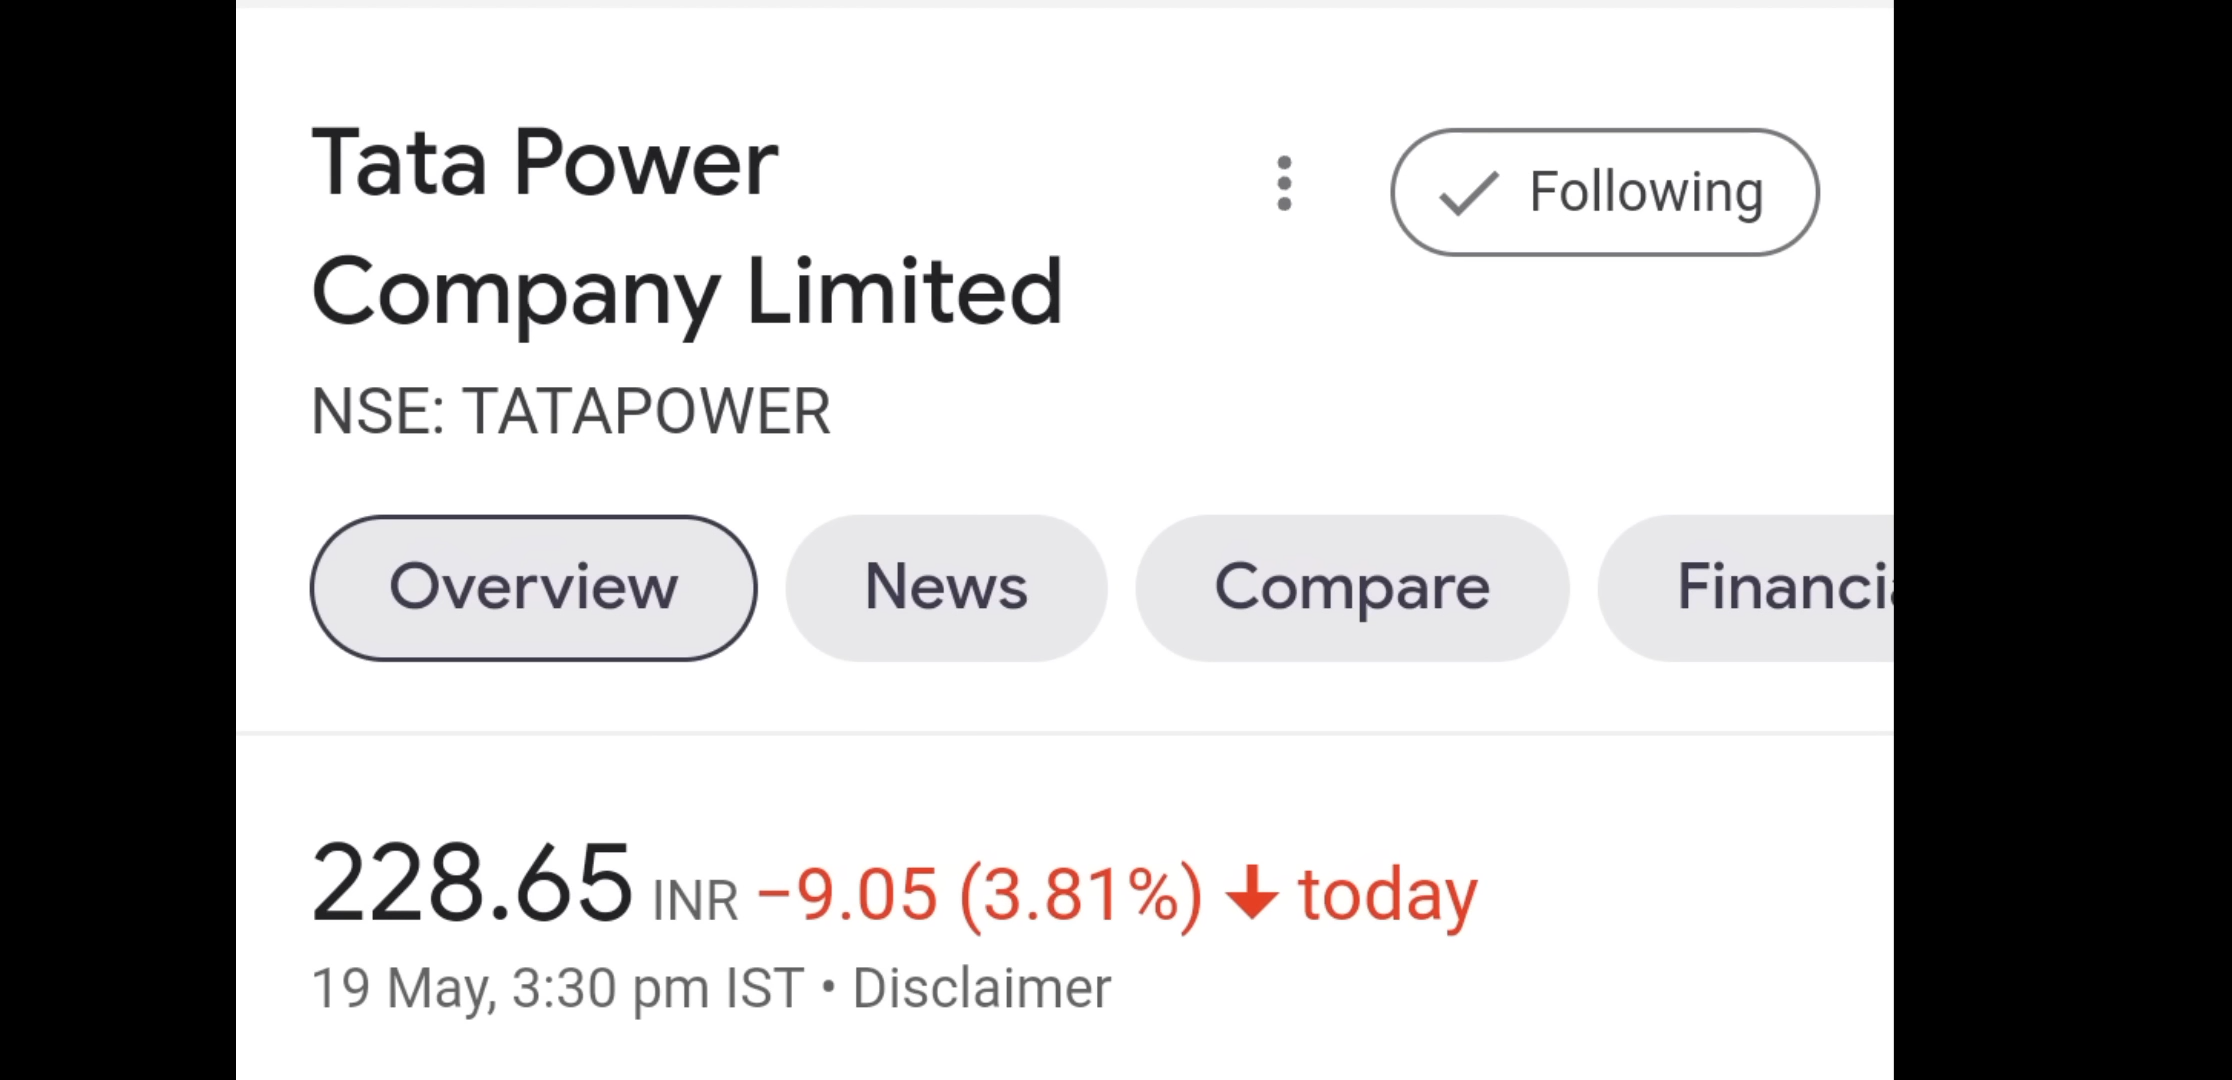 Tata Power
Company Limited
Following
NSE: TATAPOWER
Overview News Compare Financi
228.65 INR −9.05 (3.81%) ↓ today
19 May, 3:30 pm IST • Disclaimer